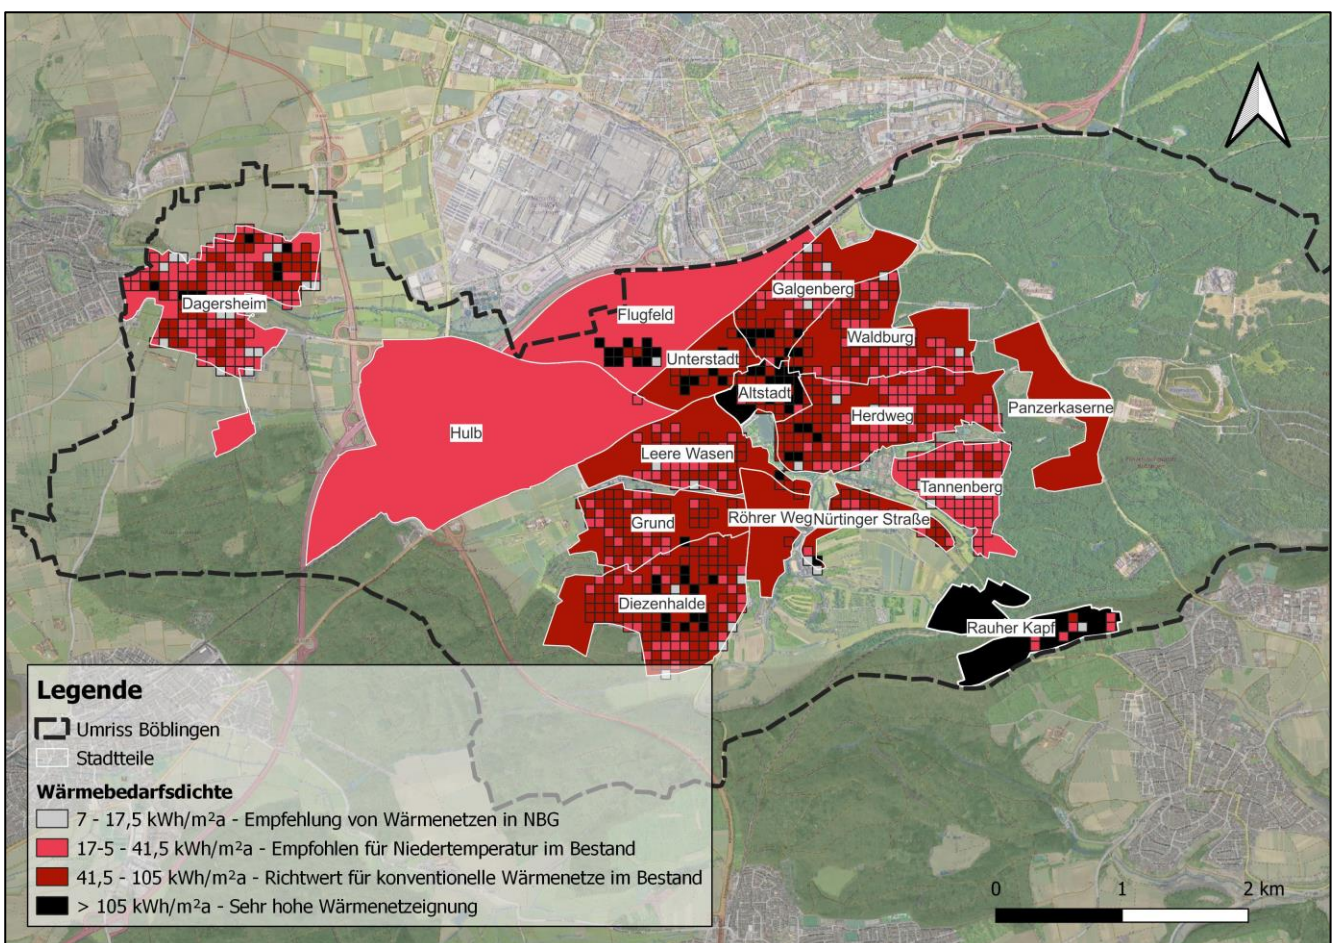 Galgenberg
Dagersheim
Flugfeld
Waldburg
Unterstadt
Altstadt
Panzerkaserne
Herdweg
Hulb
Leere Wasen
Tannenberg
Grund
Röhrer Weg
Nürtinger Straße
Diezenhalde
Rauher Kapf
Legende
Umriss Böblingen
Stadtteile
Wärmebedarfsdichte
7 - 17,5 kWh/m²a - Empfehlung von Wärmenetzen in NBG
17-5 - 41,5 kWh/m²a - Empfohlen für Niedertemperatur im Bestand
41,5 - 105 kWh/m²a - Richtwert für konventionelle Wärmenetze im Bestand
> 105 kWh/m²a - Sehr hohe Wärmenetzeignung
0 1 2 km